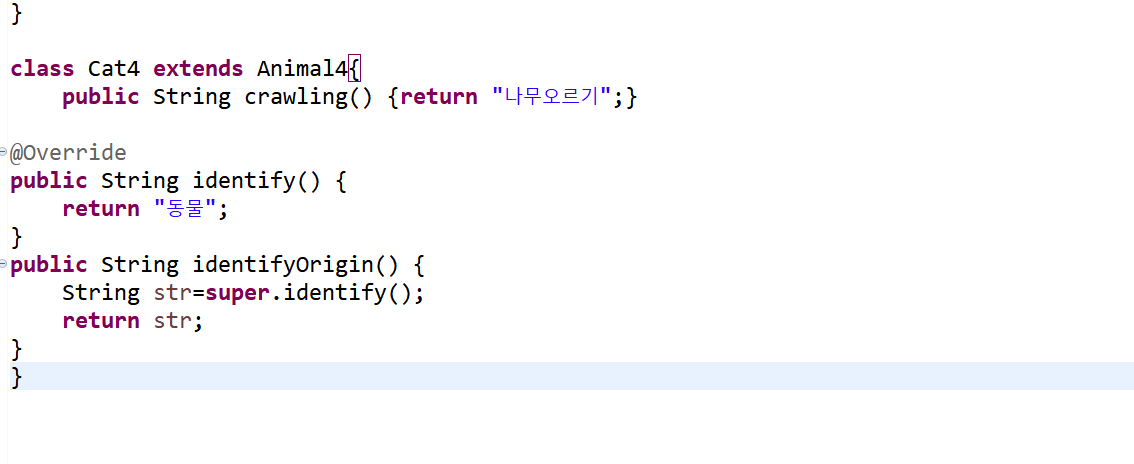 }
class Cat4 extends Animal4{
public String crawling() {return "나무오르기";}
@Override
public String identify() {
return "동물";
}
public String identifyOrigin() {
String str=super.identify();
return str;
}
}